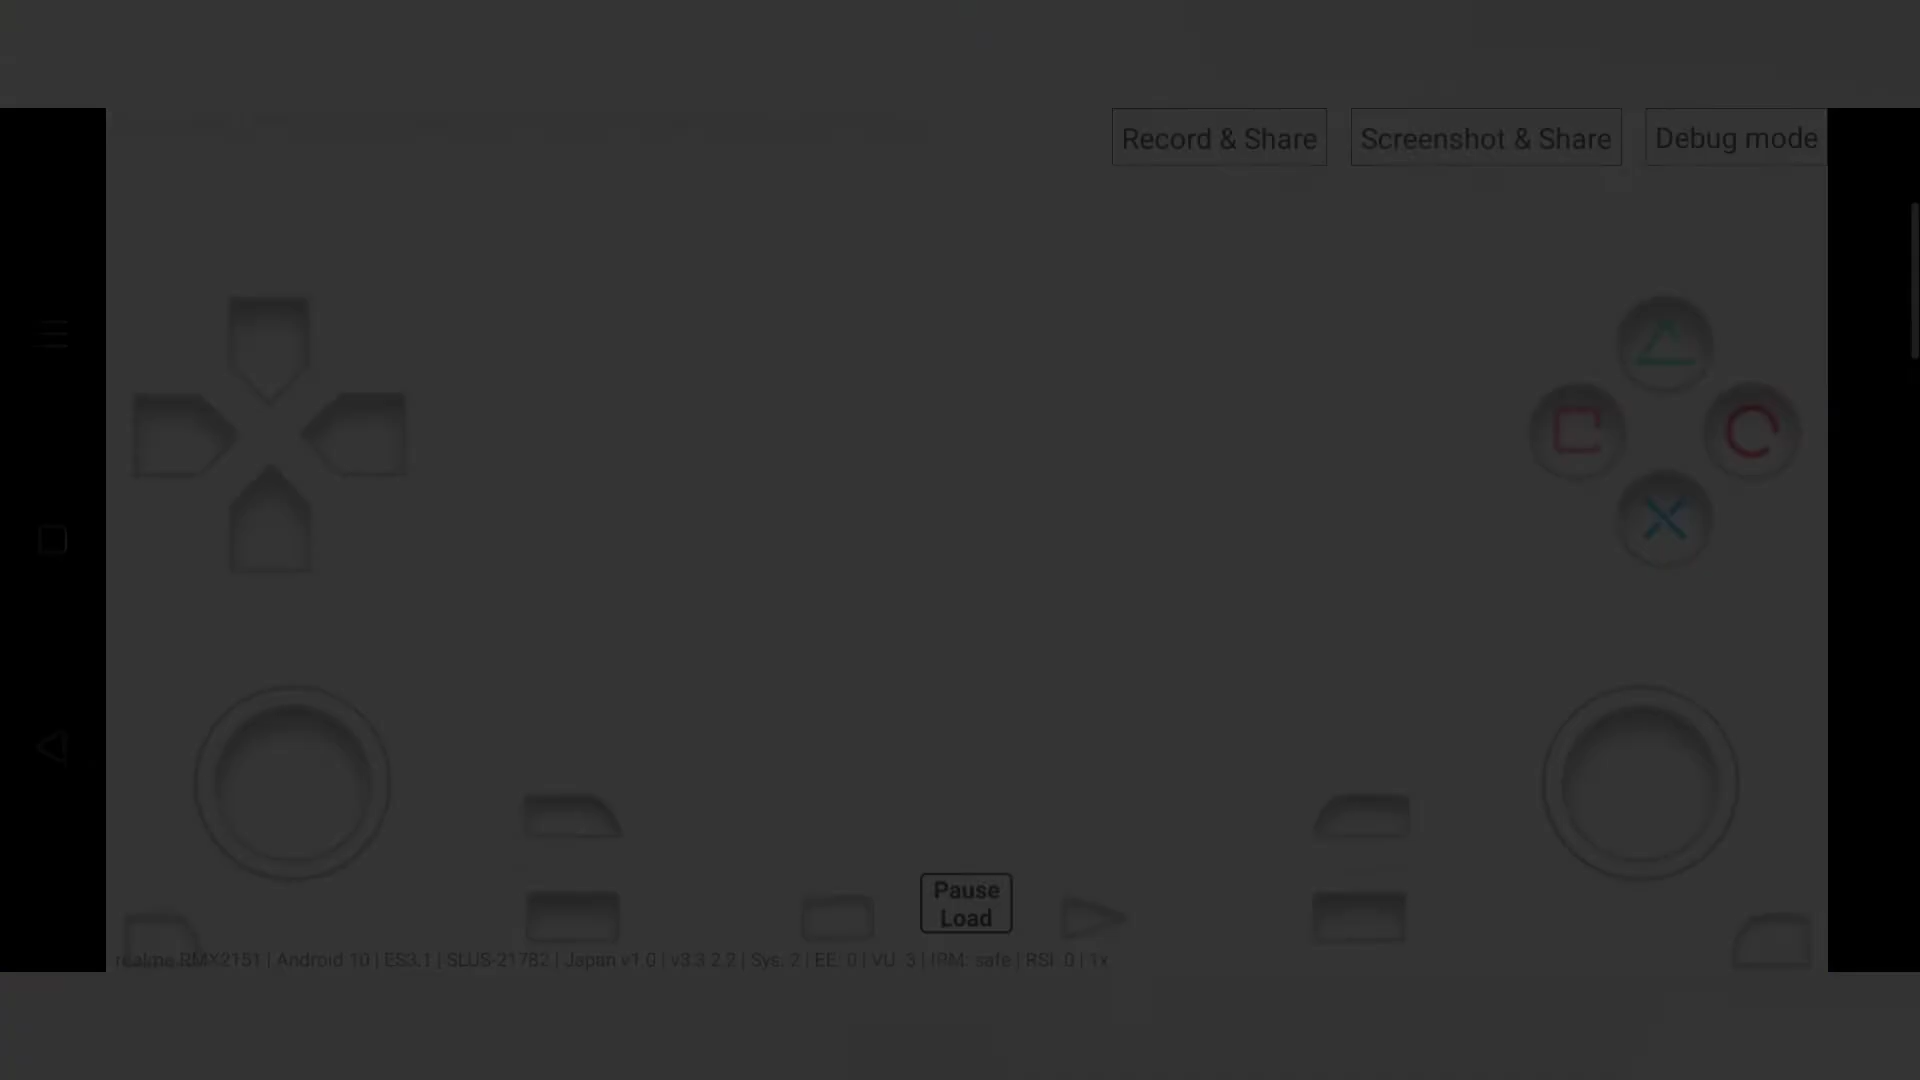 Record & Share
Screenshot & Share
Debug mode
Pause
Load
realme RMX2151 | Android 10 | ES3.1 | SLUS-21782 | Japan v1.0 | v3.3.2.2 | Sys: 2 | EE: 0 | VU: 3 | IRM: safe | RSI: 0 | 1x